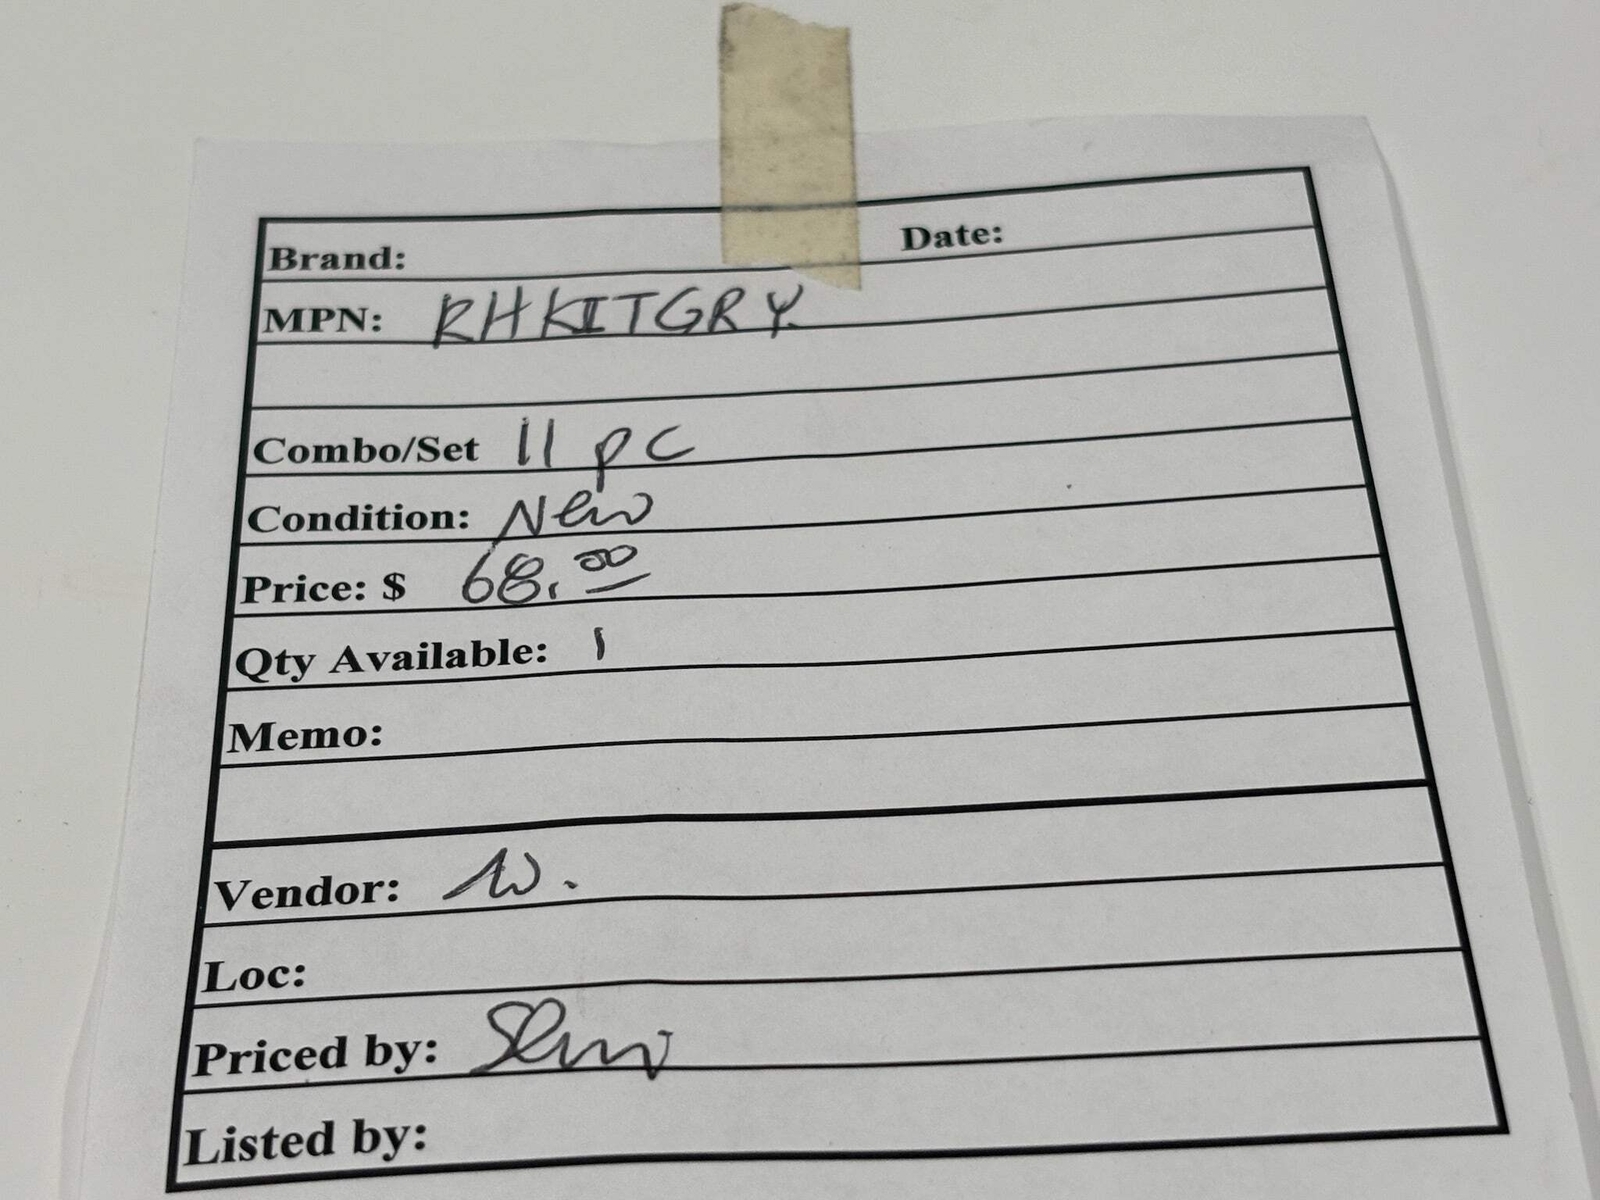 Brand: Date:
MPN: RHKITGRY
Combo/Set 11 pc
Condition: New
Price: $ 68.00
Qty Available: 1
Memo:
Vendor: W.
Loc:
Priced by:
Listed by: